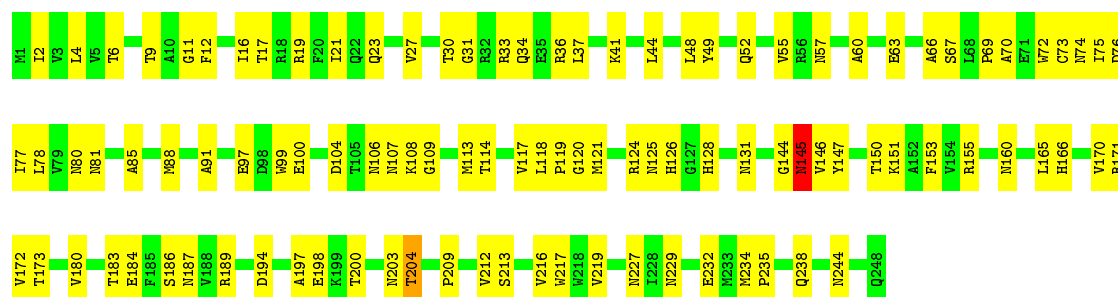 M1 I2 V3 L4 V5 T6 T9 A10 G11 F12 I16 T17 R18 R19 F20 I21 Q22 Q23 V27 T30 G31 R32 R33 Q34 E35 R36 L37 K41 L44 L48 Y49 Q52 V55 R56 N57 A60 E63 A66 S67 L68 P69 A70 E71 W72 C73 N74 I75 D76
I77 L78 V79 N80 N81 A85 M88 A91 E97 D98 W99 E100 D104 T105 N106 N107 K108 G109 M113 T114 V117 L118 P119 G120 M121 R124 N125 H126 G127 H128 N131 G144 N145 V146 Y147 T150 K151 A152 F153 V154 R155 N160 L165 H166 V170 R171
V172 T173 V180 T183 E184 F185 S186 N187 V188 R189 D194 A197 E198 K199 T200 N203 T204 P209 V212 S213 V216 W217 W218 V219 N227 I228 N229 E232 M233 M234 P235 Q238 N244 Q248